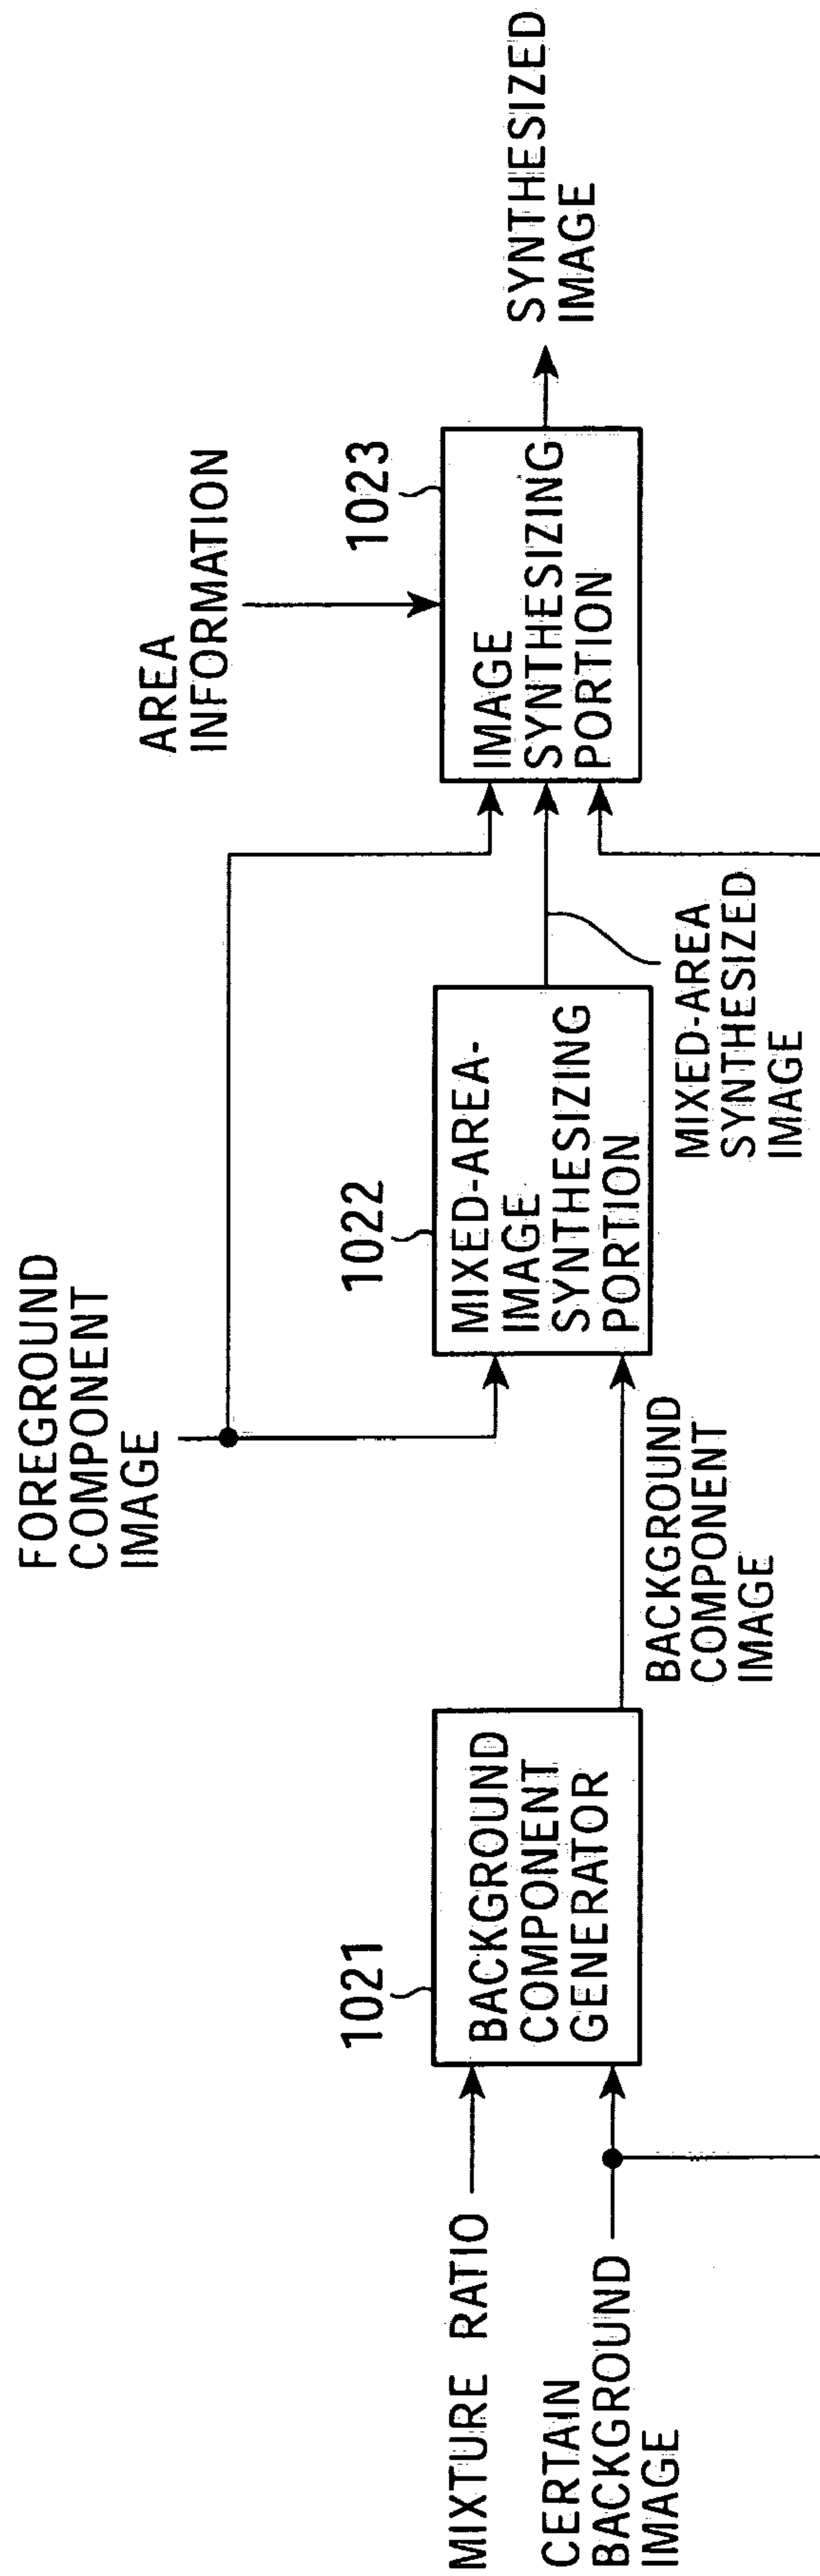 FOREGROUND
COMPONENT
IMAGE
AREA
INFORMATION
1021
1022
1023
MIXTURE RATIO
BACKGROUND
COMPONENT
GENERATOR
MIXED-AREA-
IMAGE
SYNTHESIZING
PORTION
IMAGE
SYNTHESIZING
PORTION
SYNTHESIZED
IMAGE
CERTAIN
BACKGROUND
IMAGE
BACKGROUND
COMPONENT
IMAGE
MIXED-AREA
SYNTHESIZED
IMAGE